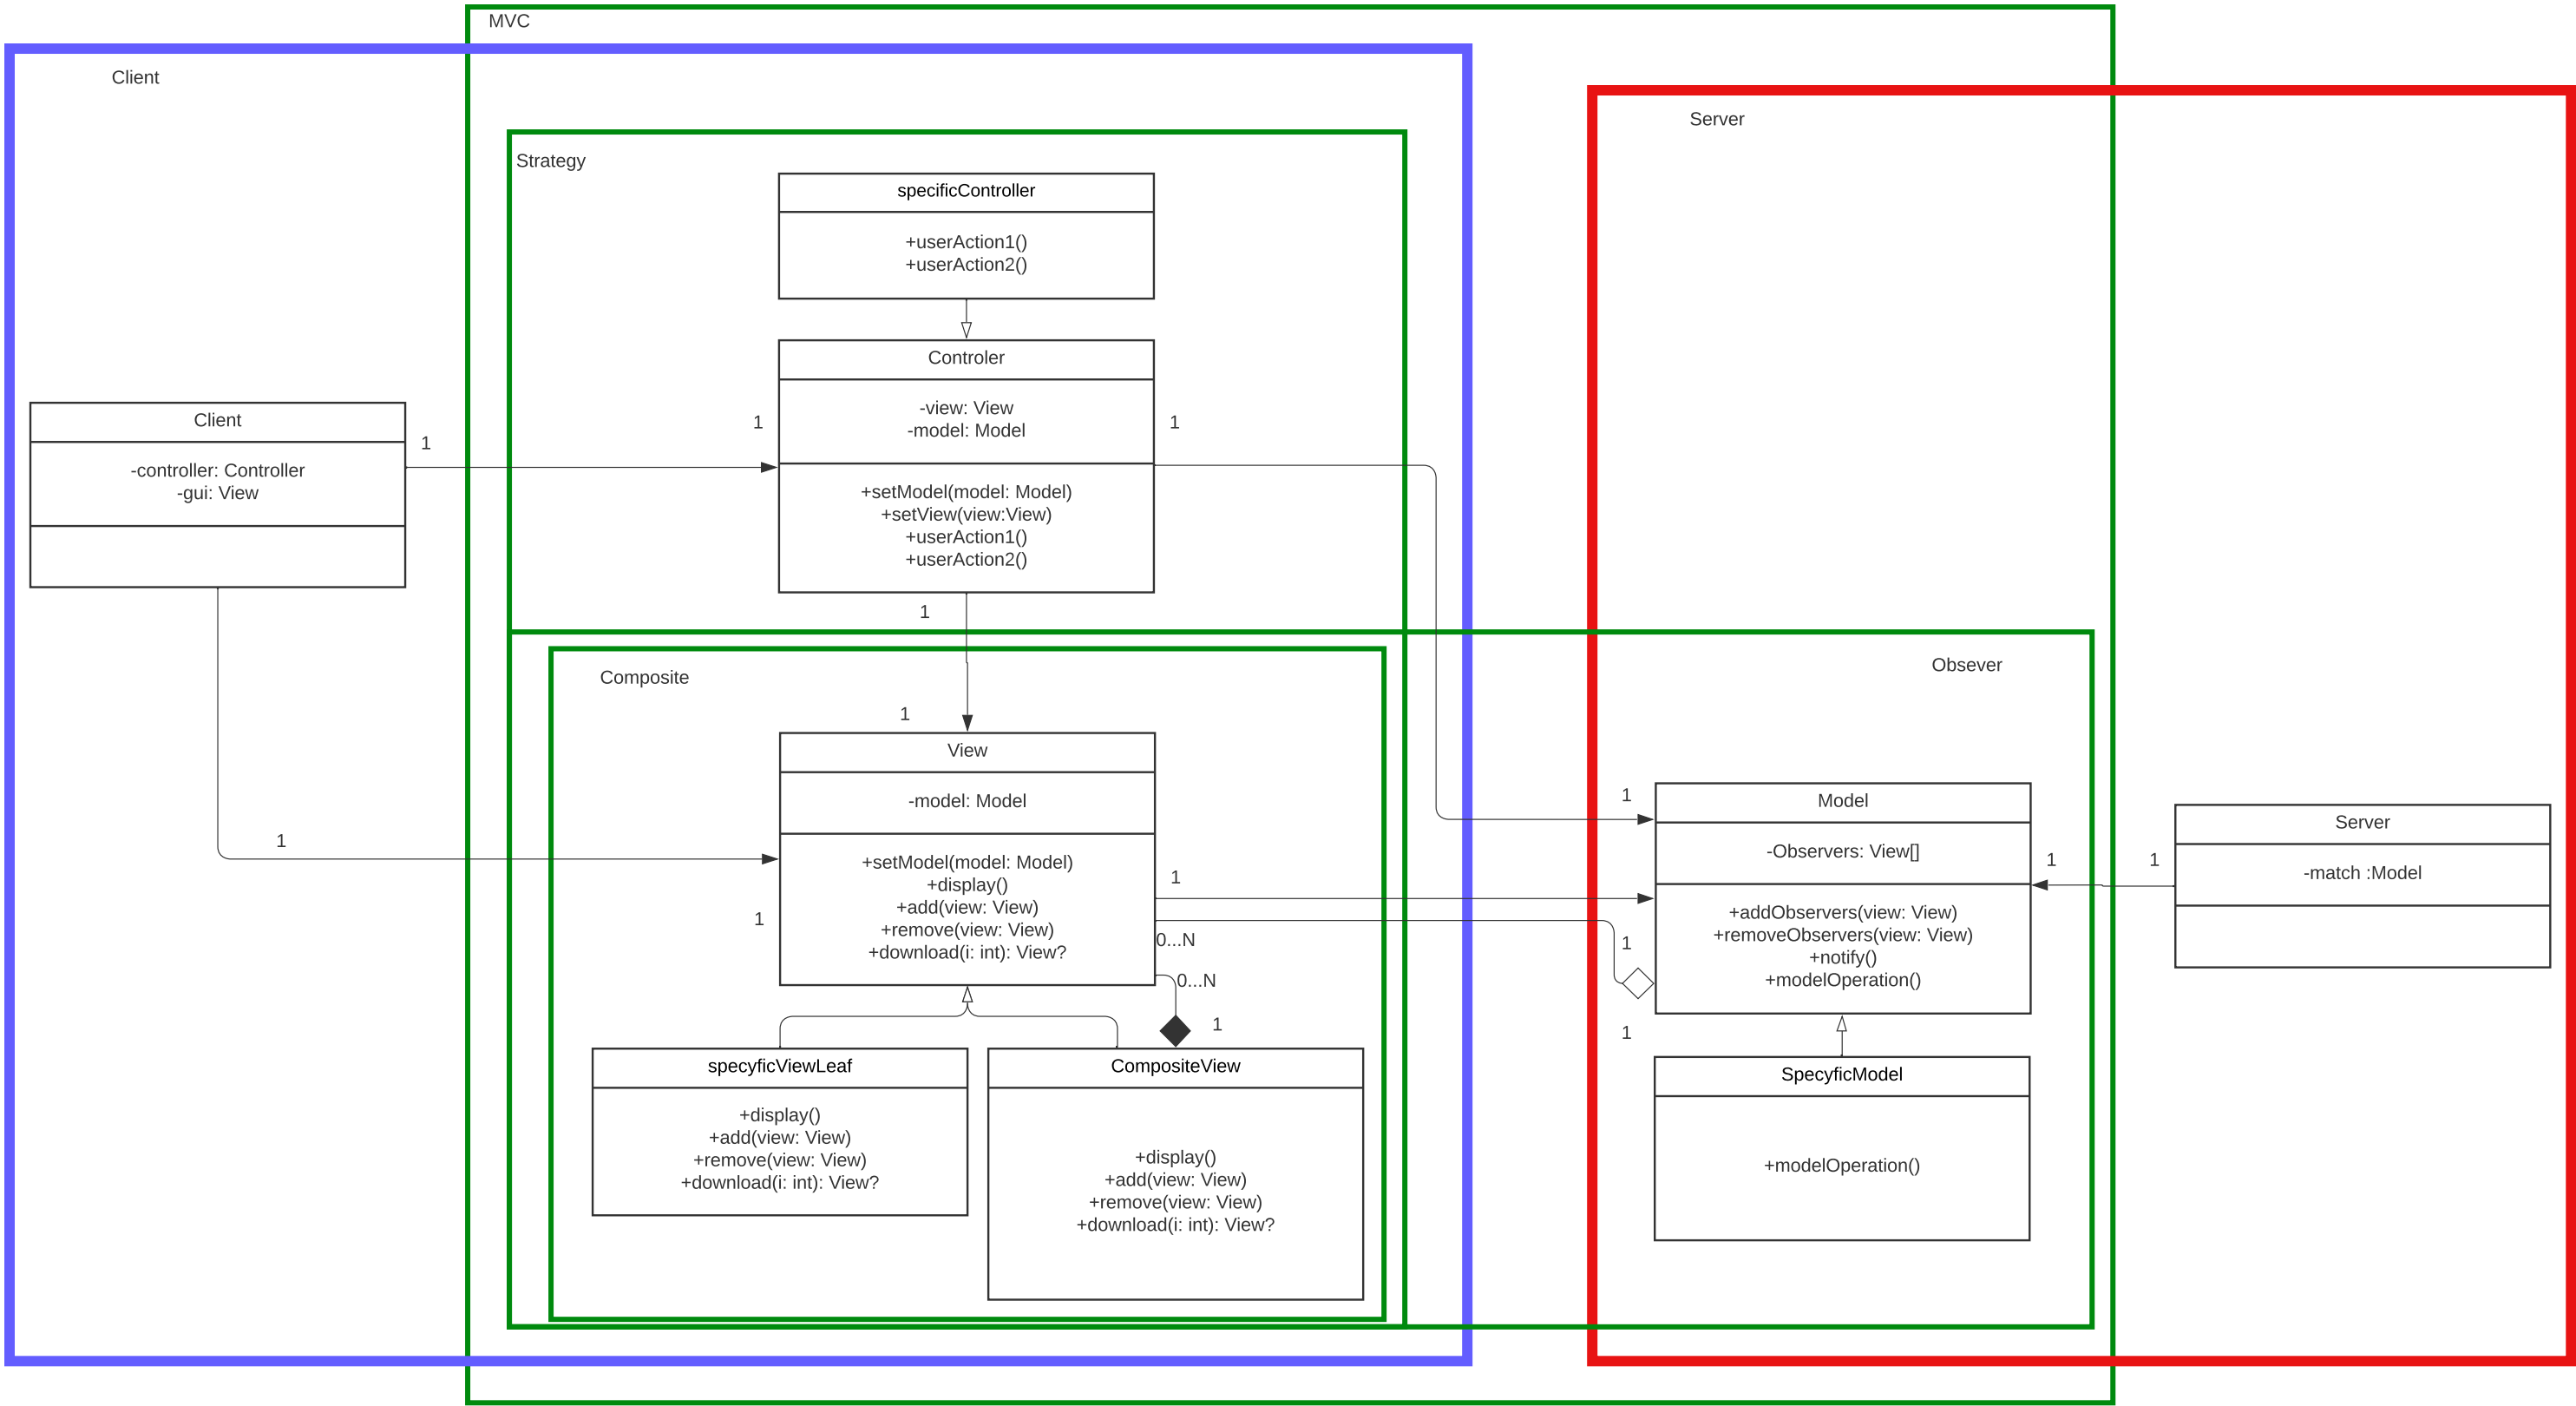 MVC
Client
Server
Strategy
specificController
+userAction1()
+userAction2()
Controler
-view: View
-model: Model
+setModel(model: Model)
+setView(view:View)
+userAction1()
+userAction2()
Client
-controller: Controller
-gui: View
1
1
1
1
Composite
Obsever
1
View
-model: Model
+setModel(model: Model)
+display()
+add(view: View)
+remove(view: View)
+download(i: int): View?
1
1
1
0...N
0...N
1
1
1
1
Model
-Observers: View[]
+addObservers(view: View)
+removeObservers(view: View)
+notify()
+modelOperation()
1
1
Server
-match :Model
specyficViewLeaf
+display()
+add(view: View)
+remove(view: View)
+download(i: int): View?
CompositeView
+display()
+add(view: View)
+remove(view: View)
+download(i: int): View?
SpecyficModel
+modelOperation()